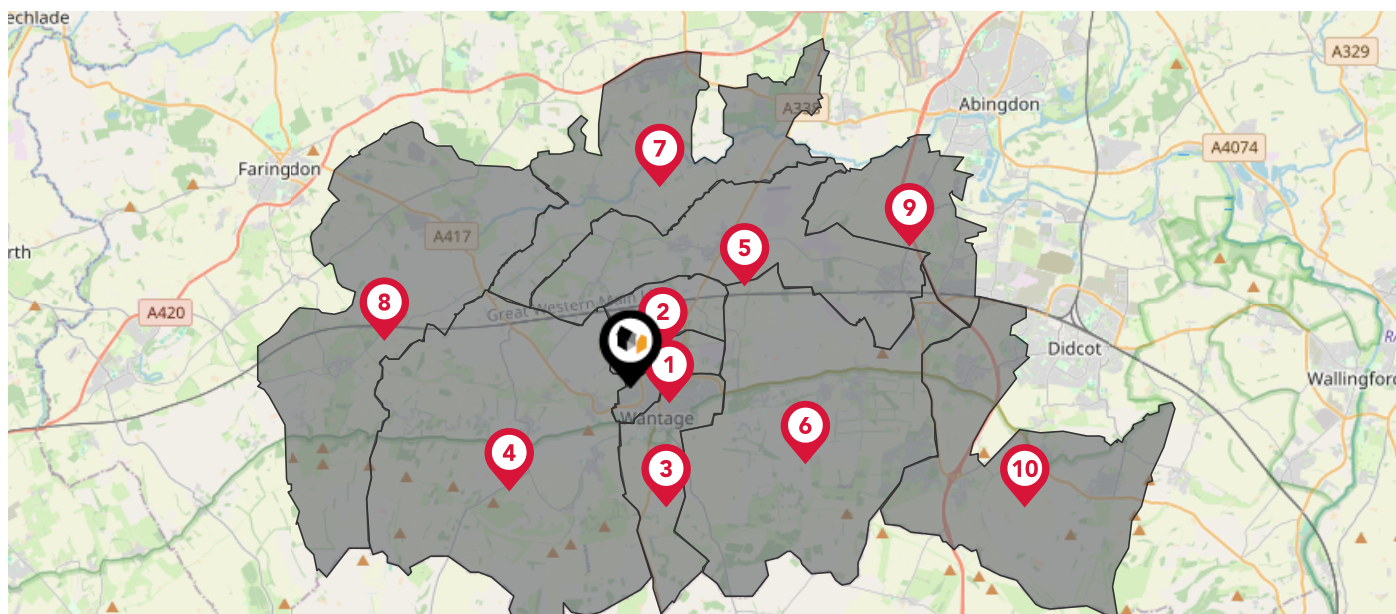 echlade
A329
A338
Abingdon
7
A4074
Faringdon
9
A417
5
rth
8
Great Western Main
2
A420
Didcot
1
Wallingford
Wantage
6
4
3
10